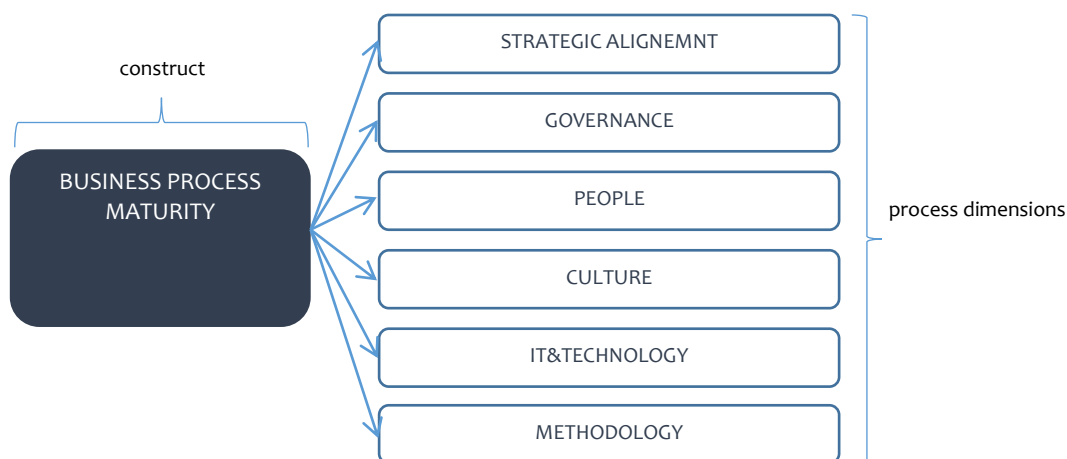 construct
BUSINESS PROCESS
MATURITY
STRATEGIC ALIGNEMNT
GOVERNANCE
PEOPLE
CULTURE
IT&TECHNOLOGY
METHODOLOGY
process dimensions